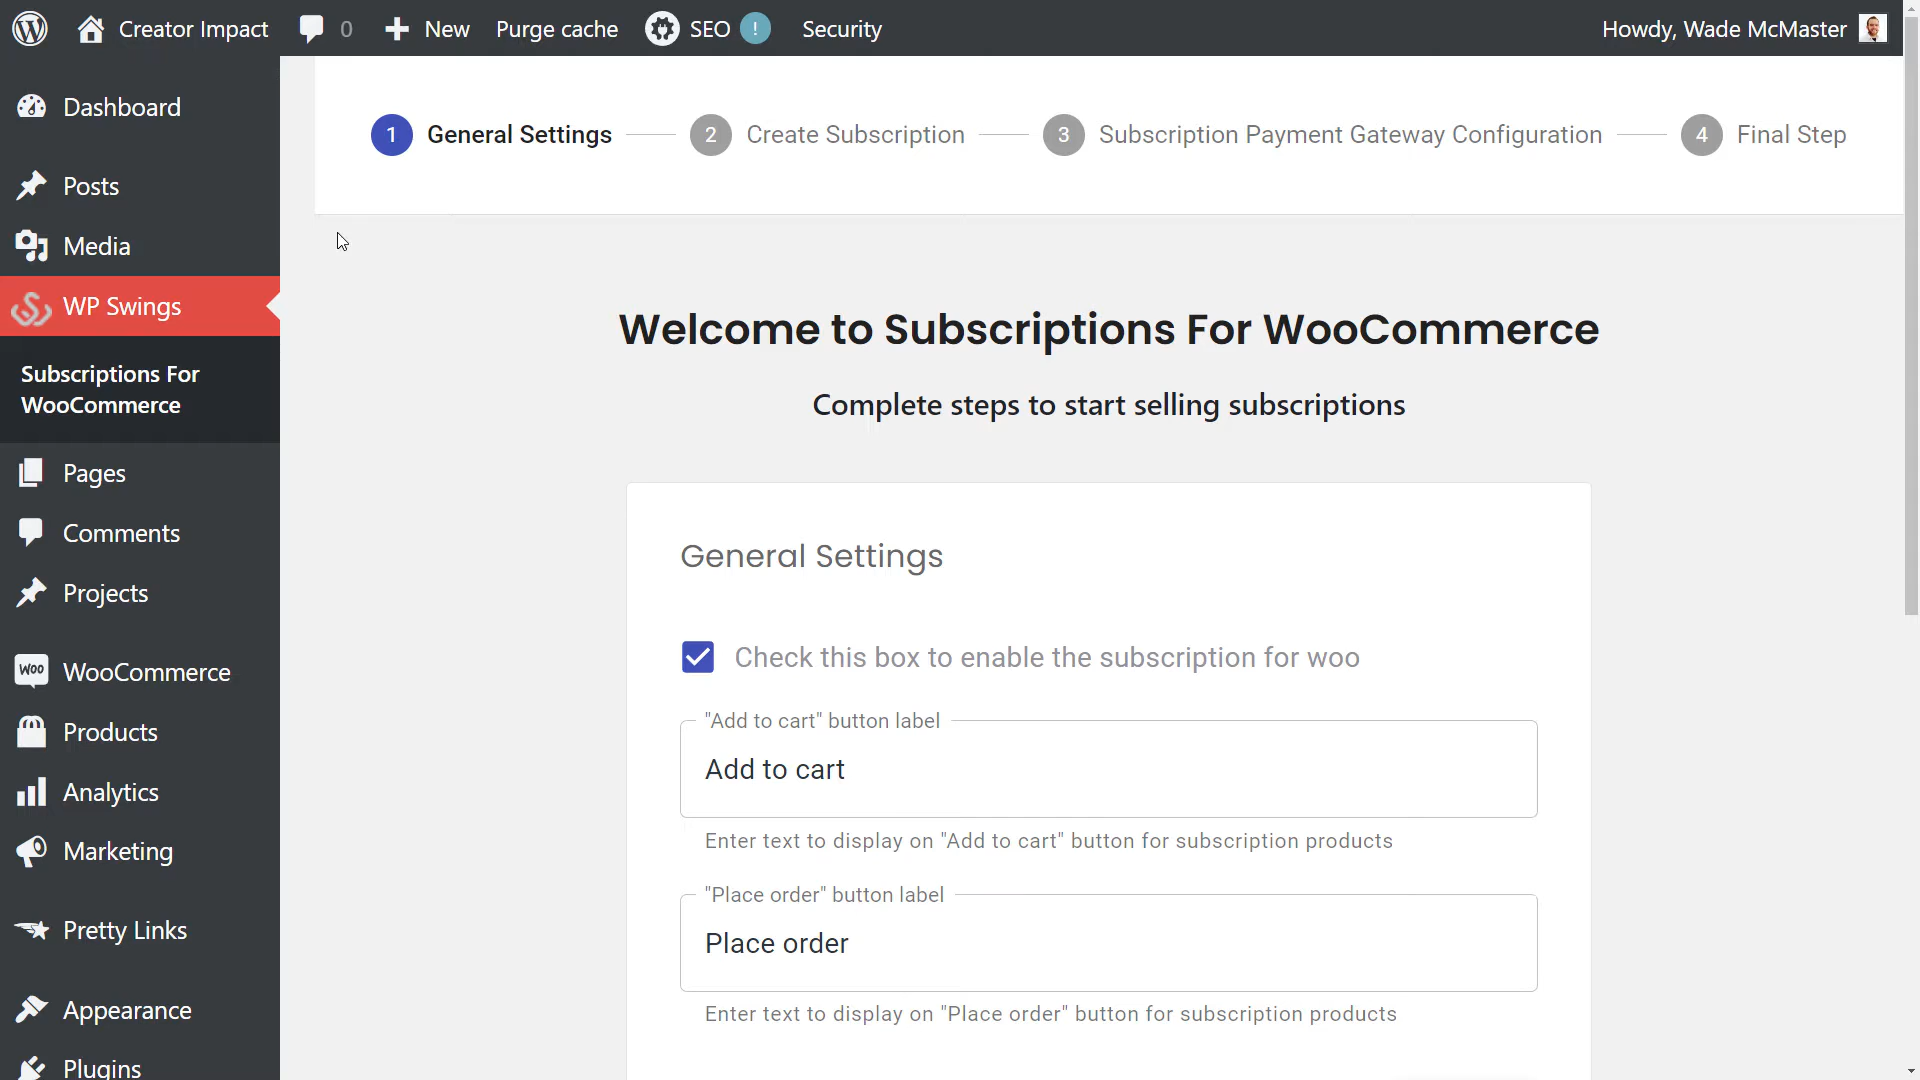 Creator Impact 0 New Purge cache SEO ! Security Howdy, Wade McMaster
Dashboard
Posts
Media
WP Swings
Subscriptions For
WooCommerce
Pages
Comments
Projects
WOO WooCommerce
Products
Analytics
Marketing
Pretty Links
Appearance
Plugins
1 General Settings 2 Create Subscription 3 Subscription Payment Gateway Configuration 4 Final Step
Welcome to Subscriptions For WooCommerce
Complete steps to start selling subscriptions
General Settings
Check this box to enable the subscription for woo
"Add to cart" button label
Add to cart
Enter text to display on "Add to cart" button for subscription products
"Place order" button label
Place order
Enter text to display on "Place order" button for subscription products